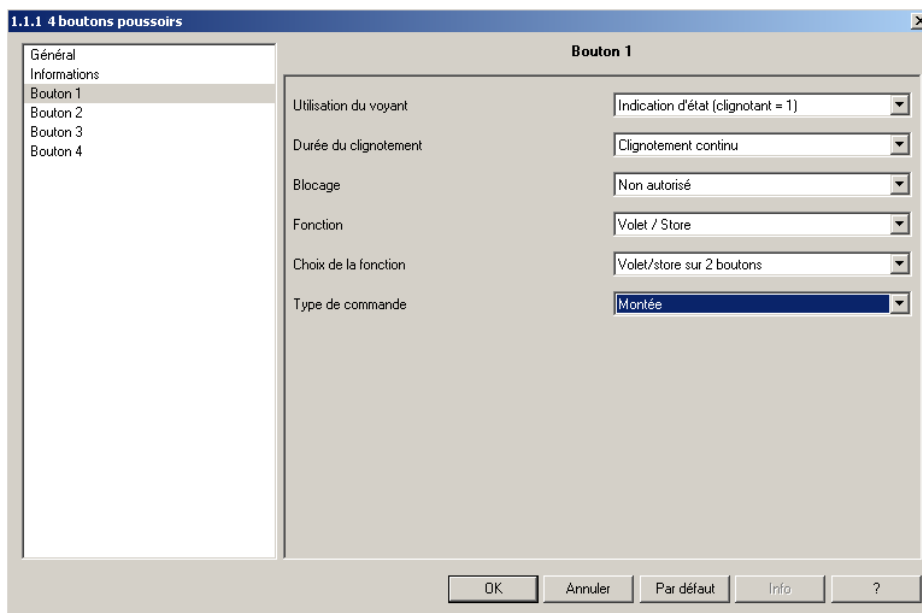 1.1.1 4 boutons poussoirs
Général
Informations
Bouton 1
Bouton 2
Bouton 3
Bouton 4
Bouton 1
Utilisation du voyant
Indication d'état (clignotant = 1)
Durée du clignotement
Clignotement continu
Blocage
Non autorisé
Fonction
Volet / Store
Choix de la fonction
Volet/store sur 2 boutons
Type de commande
Montée
OK
Annuler
Par défaut
Info
?